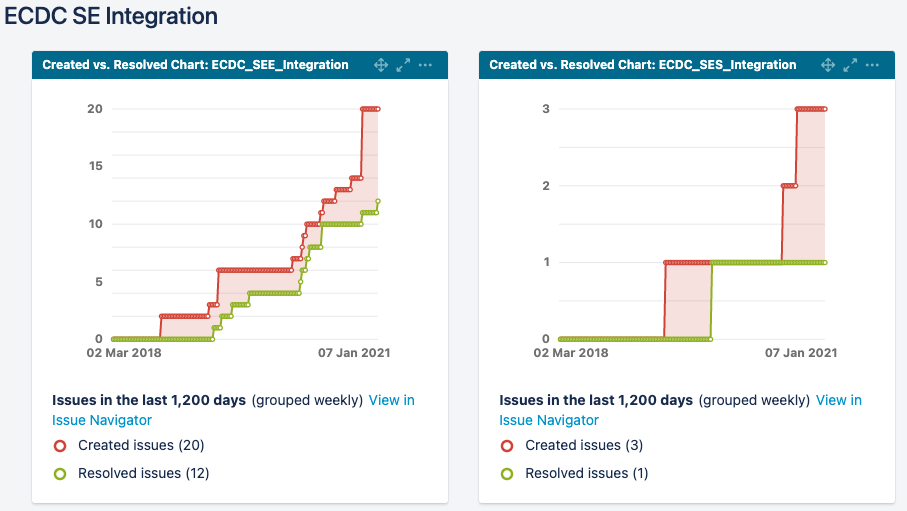 ECDC SE Integration
Created vs. Resolved Chart: ECDC_SEE_Integration
20
15
10
5
0
02 Mar 2018 07 Jan 2021
Issues in the last 1,200 days (grouped weekly) View in
Issue Navigator
Created issues (20)
Resolved issues (12)
Created vs. Resolved Chart: ECDC_SES_Integration
3
2
1
0
02 Mar 2018 07 Jan 2021
Issues in the last 1,200 days (grouped weekly) View in
Issue Navigator
Created issues (3)
Resolved issues (1)